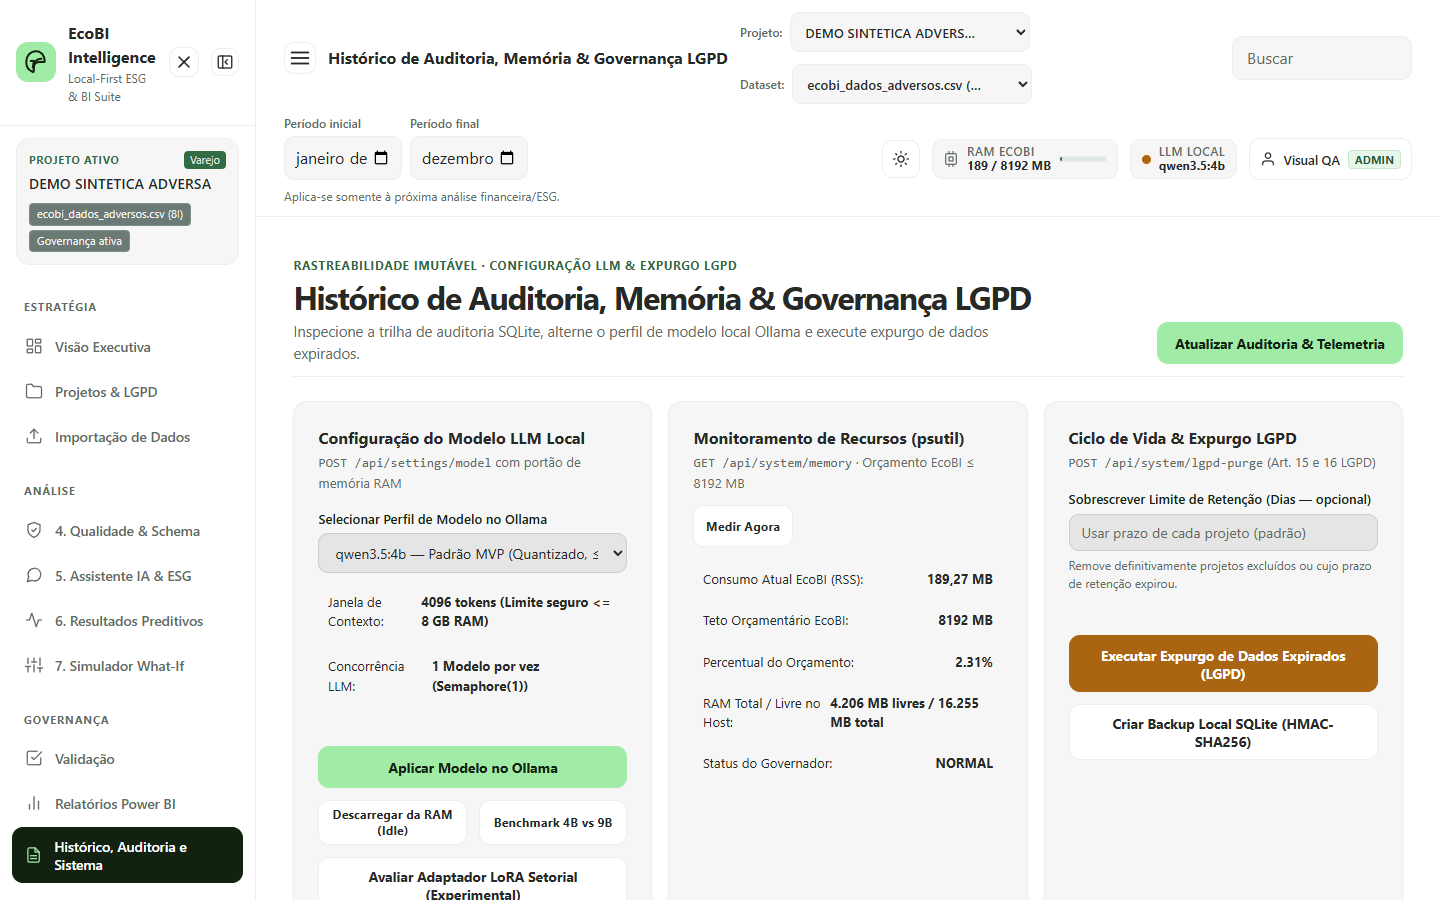 EcoBI
Intelligence
Local-First ESG
& BI Suite
PROJETO ATIVO
Varejo
DEMO SINTETICA ADVERSA
ecobi_dados_adversos.csv (8l)
Governança ativa
ESTRATÉGIA
Visão Executiva
Projetos & LGPD
Importação de Dados
ANÁLISE
4. Qualidade & Schema
5. Assistente IA & ESG
6. Resultados Preditivos
7. Simulador What-If
GOVERNANÇA
Validação
Relatórios Power BI
Histórico, Auditoria e
Sistema
Histórico de Auditoria, Memória & Governança LGPD
Projeto:
DEMO SINTETICA ADVERS...
Dataset:
ecobi_dados_adversos.csv (...
Buscar
Período inicial
Período final
janeiro de
dezembro
Aplica-se somente à próxima análise financeira/ESG.
RAM ECOBI
189 / 8192 MB
LLM LOCAL
qwen3.5:4b
Visual QA
ADMIN
RASTREABILIDADE IMUTÁVEL · CONFIGURAÇÃO LLM & EXPURGO LGPD
Histórico de Auditoria, Memória & Governança LGPD
Inspecione a trilha de auditoria SQLite, alterne o perfil de modelo local Ollama e execute expurgo de dados
expirados.
Atualizar Auditoria & Telemetria
Configuração do Modelo LLM Local
POST /api/settings/model com portão de
memória RAM
Selecionar Perfil de Modelo no Ollama
qwen3.5:4b — Padrão MVP (Quantizado, ≤
Janela de
Contexto:
4096 tokens (Limite seguro <=
8 GB RAM)
Concorrência
LLM:
1 Modelo por vez
(Semaphore(1))
Aplicar Modelo no Ollama
Descarregar da RAM
(Idle)
Benchmark 4B vs 9B
Avaliar Adaptador LoRA Setorial
(Experimental)
Monitoramento de Recursos (psutil)
GET /api/system/memory · Orçamento EcoBI ≤
8192 MB
Medir Agora
Consumo Atual EcoBI (RSS):
189,27 MB
Teto Orçamentário EcoBI:
8192 MB
Percentual do Orçamento:
2.31%
RAM Total / Livre no
Host:
4.206 MB livres / 16.255
MB total
Status do Governador:
NORMAL
Ciclo de Vida & Expurgo LGPD
POST /api/system/lgpd-purge (Art. 15 e 16 LGPD)
Sobrescrever Limite de Retenção (Dias — opcional)
Usar prazo de cada projeto (padrão)
Remove definitivamente projetos excluídos ou cujo prazo
de retenção expirou.
Executar Expurgo de Dados Expirados
(LGPD)
Criar Backup Local SQLite (HMAC-
SHA256)